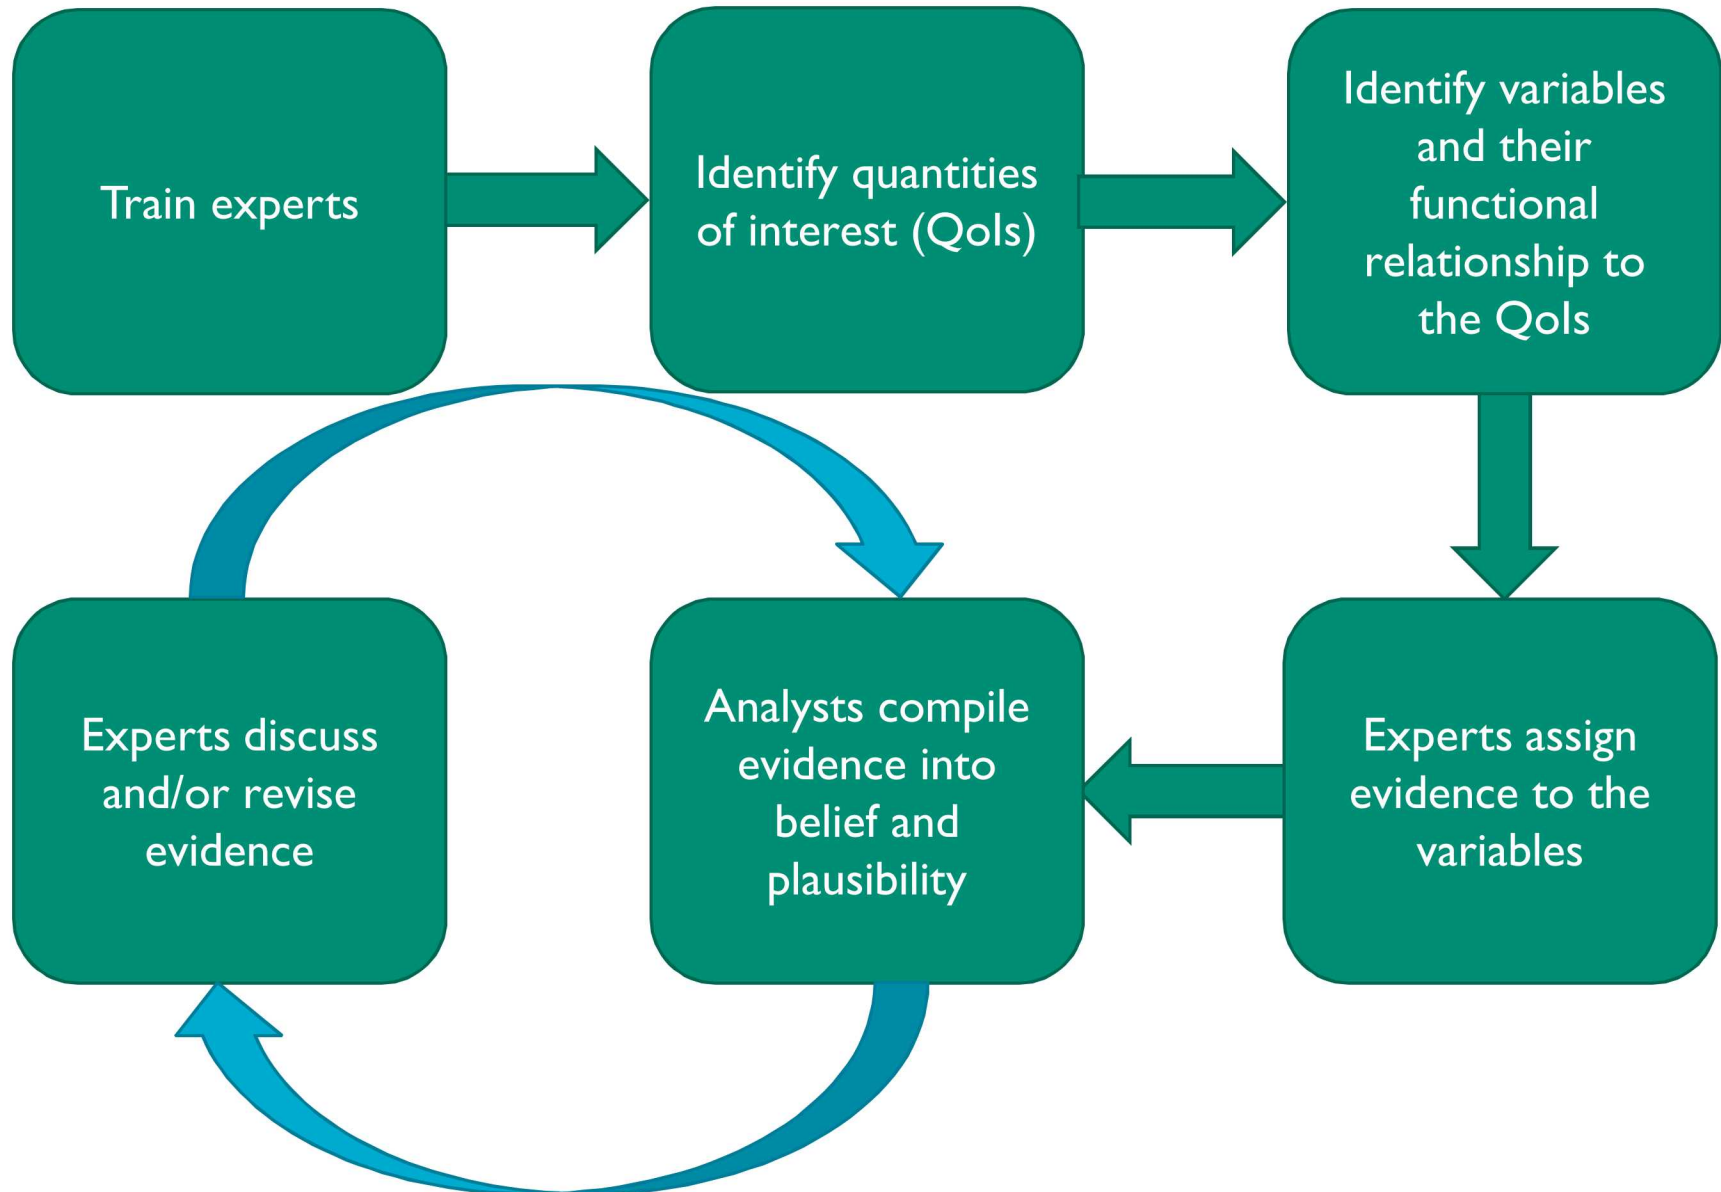 Train experts
Identify quantities
of interest (QoIs)
Identify variables
and their
functional
relationship to
the QoIs
Experts discuss
and/or revise
evidence
Analysts compile
evidence into
belief and
plausibility
Experts assign
evidence to the
variables